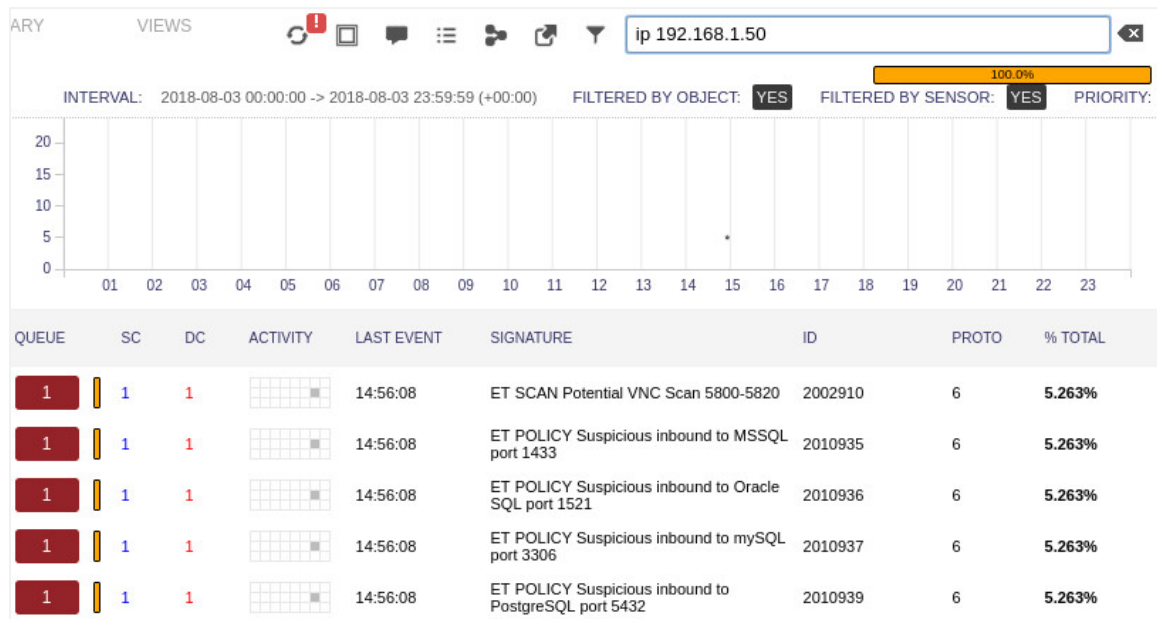 ARY VIEWS ! ip 192.168.1.50
100.0%
INTERVAL: 2018-08-03 00:00:00 -> 2018-08-03 23:59:59 (+00:00) FILTERED BY OBJECT: YES FILTERED BY SENSOR: YES PRIORITY:
20
15
10
5
0
01 02 03 04 05 06 07 08 09 10 11 12 13 14 15 16 17 18 19 20 21 22 23
QUEUE SC DC ACTIVITY LAST EVENT SIGNATURE ID PROTO % TOTAL
1 1 1 14:56:08 ET SCAN Potential VNC Scan 5800-5820 2002910 6 5.263%
1 1 1 14:56:08 ET POLICY Suspicious inbound to MSSQL 2010935 6 5.263%
port 1433
1 1 1 14:56:08 ET POLICY Suspicious inbound to Oracle 2010936 6 5.263%
SQL port 1521
1 1 1 14:56:08 ET POLICY Suspicious inbound to mySQL 2010937 6 5.263%
port 3306
1 1 1 14:56:08 ET POLICY Suspicious inbound to 2010939 6 5.263%
PostgreSQL port 5432